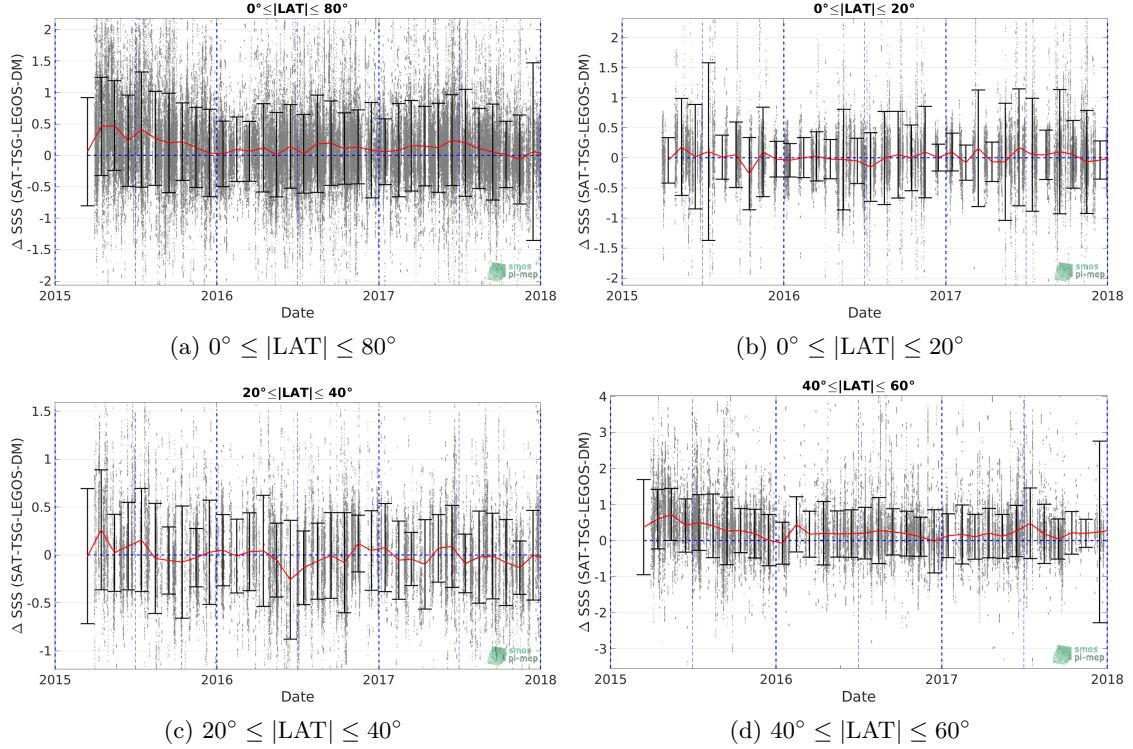 0°≤|LAT|≤ 80°
Δ SSS (SAT-TSG-LEGOS-DM)
2
1.5
1
0.5
0
-0.5
-1
-1.5
-2
smos
pi-mep
2015
2016
2017
2018
Date
(a) 0° ≤ |LAT| ≤ 80°
0°≤|LAT|≤ 20°
Δ SSS (SAT-TSG-LEGOS-DM)
2
1.5
1
0.5
0
-0.5
-1
-1.5
-2
smos
pi-mep
2015
2016
2017
2018
Date
(b) 0° ≤ |LAT| ≤ 20°
20°≤|LAT|≤ 40°
Δ SSS (SAT-TSG-LEGOS-DM)
1.5
1
0.5
0
-0.5
-1
smos
pi-mep
2015
2016
2017
2018
Date
(c) 20° ≤ |LAT| ≤ 40°
40°≤|LAT|≤ 60°
Δ SSS (SAT-TSG-LEGOS-DM)
4
3
2
1
0
-1
-2
-3
smos
pi-mep
2015
2016
2017
2018
Date
(d) 40° ≤ |LAT| ≤ 60°